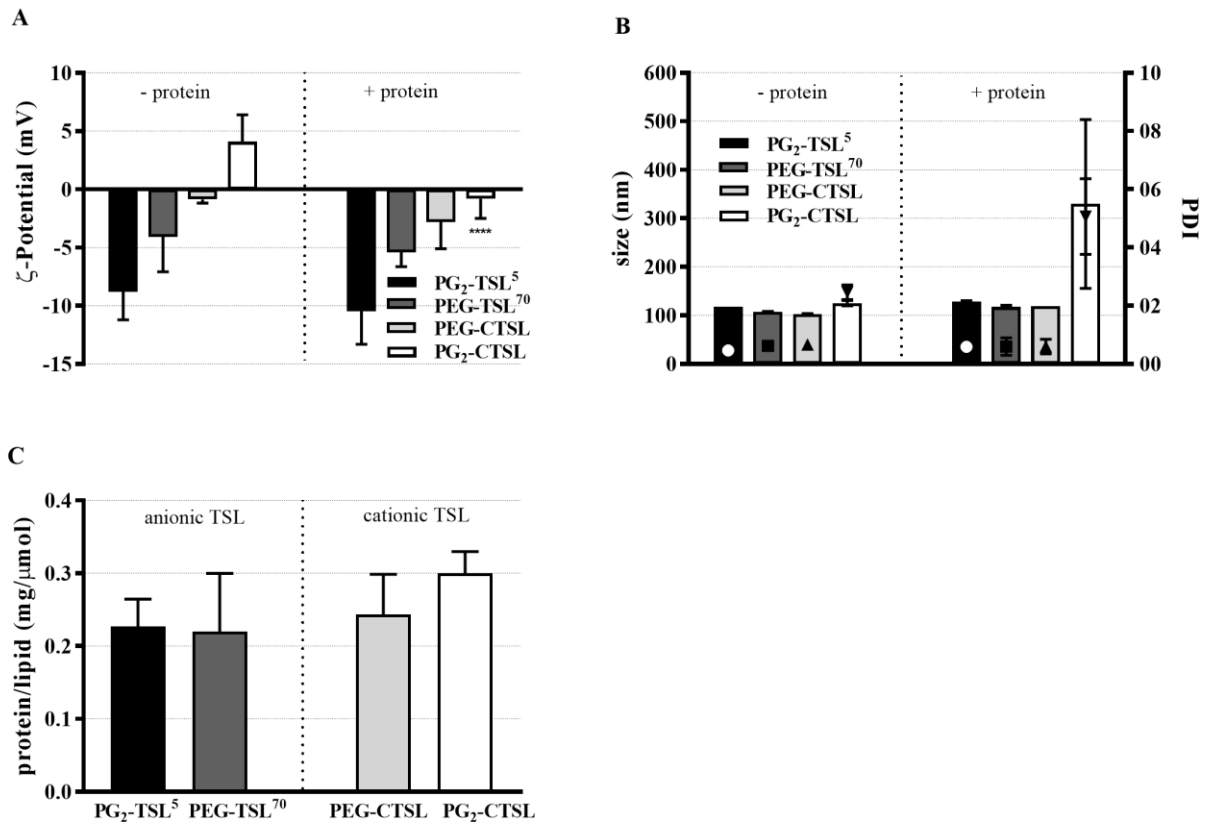 A
ζ-Potential (mV)
10
5
0
-5
-10
-15
- protein
+ protein
****
PG₂-TSL⁵
PEG-TSL⁷⁰
PEG-CTSL
PG₂-CTSL
B
size (nm)
600
500
400
300
200
100
0
- protein
+ protein
PG₂-TSL⁵
PEG-TSL⁷⁰
PEG-CTSL
PG₂-CTSL
10
08
06
04
02
00
PDI
C
protein/lipid (mg/μmol)
0.4
0.3
0.2
0.1
0.0
anionic TSL
cationic TSL
PG₂-TSL⁵ PEG-TSL⁷⁰ PEG-CTSL PG₂-CTSL